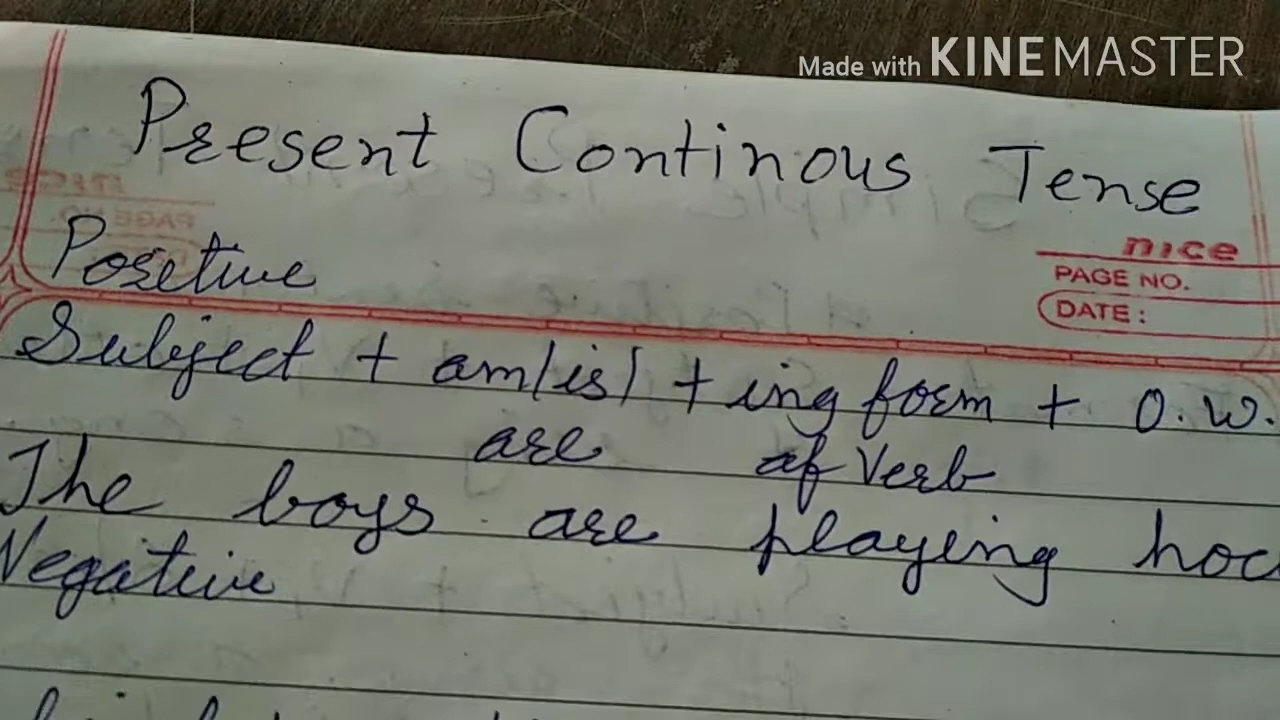 Made with KINEMASTER
Present Continous Tense
nice
PAGE NO.
DATE:
Posetive
Subject + am/is/ + ing form + O.W.
are of Verb
The boys are playeng hoc
Negative